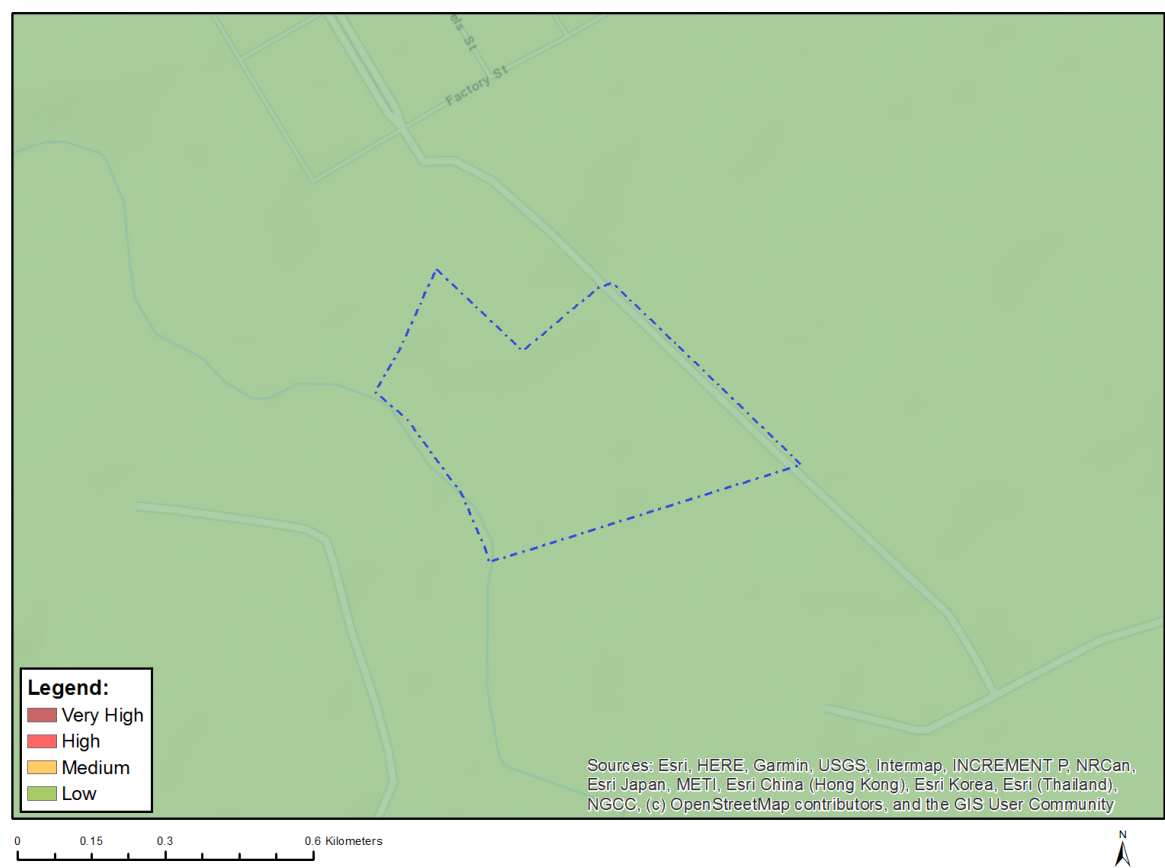 els St
Factory St
Legend:
Very High
High
Medium
Low
Sources: Esri, HERE, Garmin, USGS, Intermap, INCREMENT P, NRCan,
Esri Japan, METI, Esri China (Hong Kong), Esri Korea, Esri (Thailand),
NGCC, (c) OpenStreetMap contributors, and the GIS User Community
0 0.15 0.3 0.6 Kilometers
N